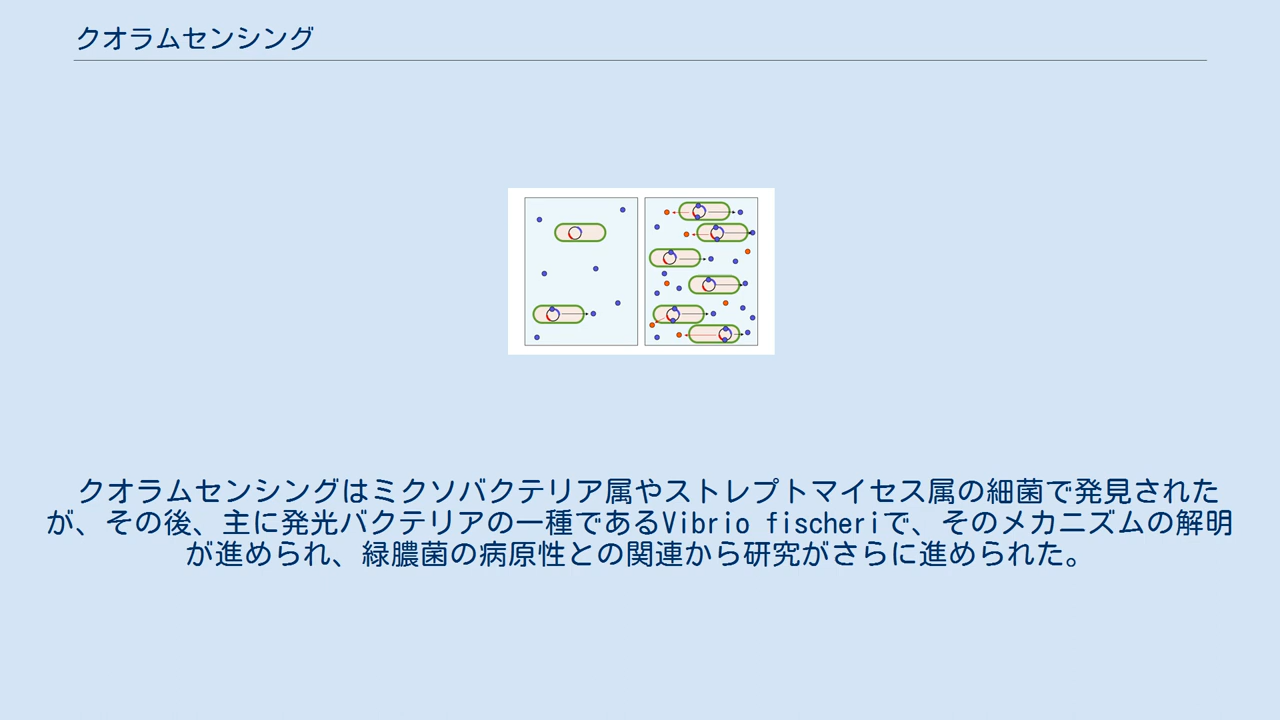 クオラムセンシング
クオラムセンシングはミクソバクテリア属やストレプトマイセス属の細菌で発見された
が、その後、主に発光バクテリアの一種であるVibrio fischeriで、そのメカニズムの解明
が進められ、緑膿菌の病原性との関連から研究がさらに進められた。